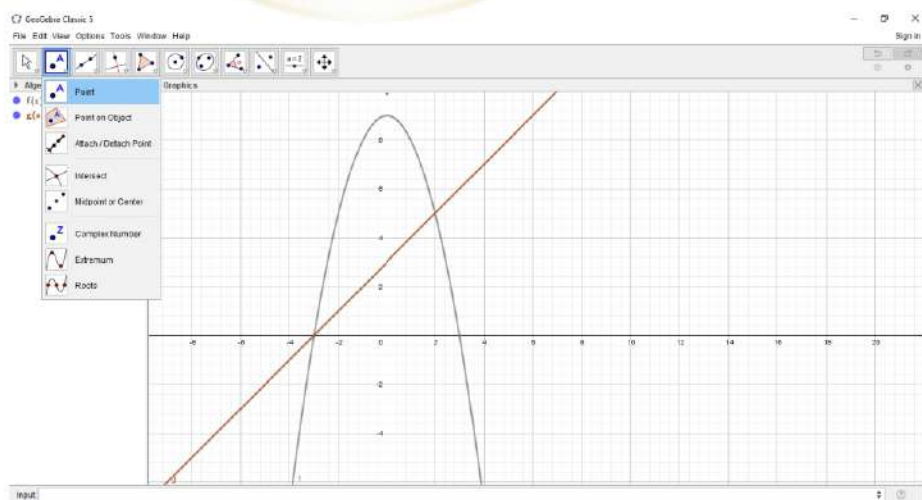 GeoGebra Classic 5
File Edit View Options Tools Window Help
Sign in
Graphics
Point
Point on Object
Attach / Detach Point
Intersect
Midpoint or Center
Complex Number
Extremum
Roots
8
6
4
2
0
-2
-4
-8 -6 -4 -2 2 4 6 8 10 12 14 16 18 20
Input: